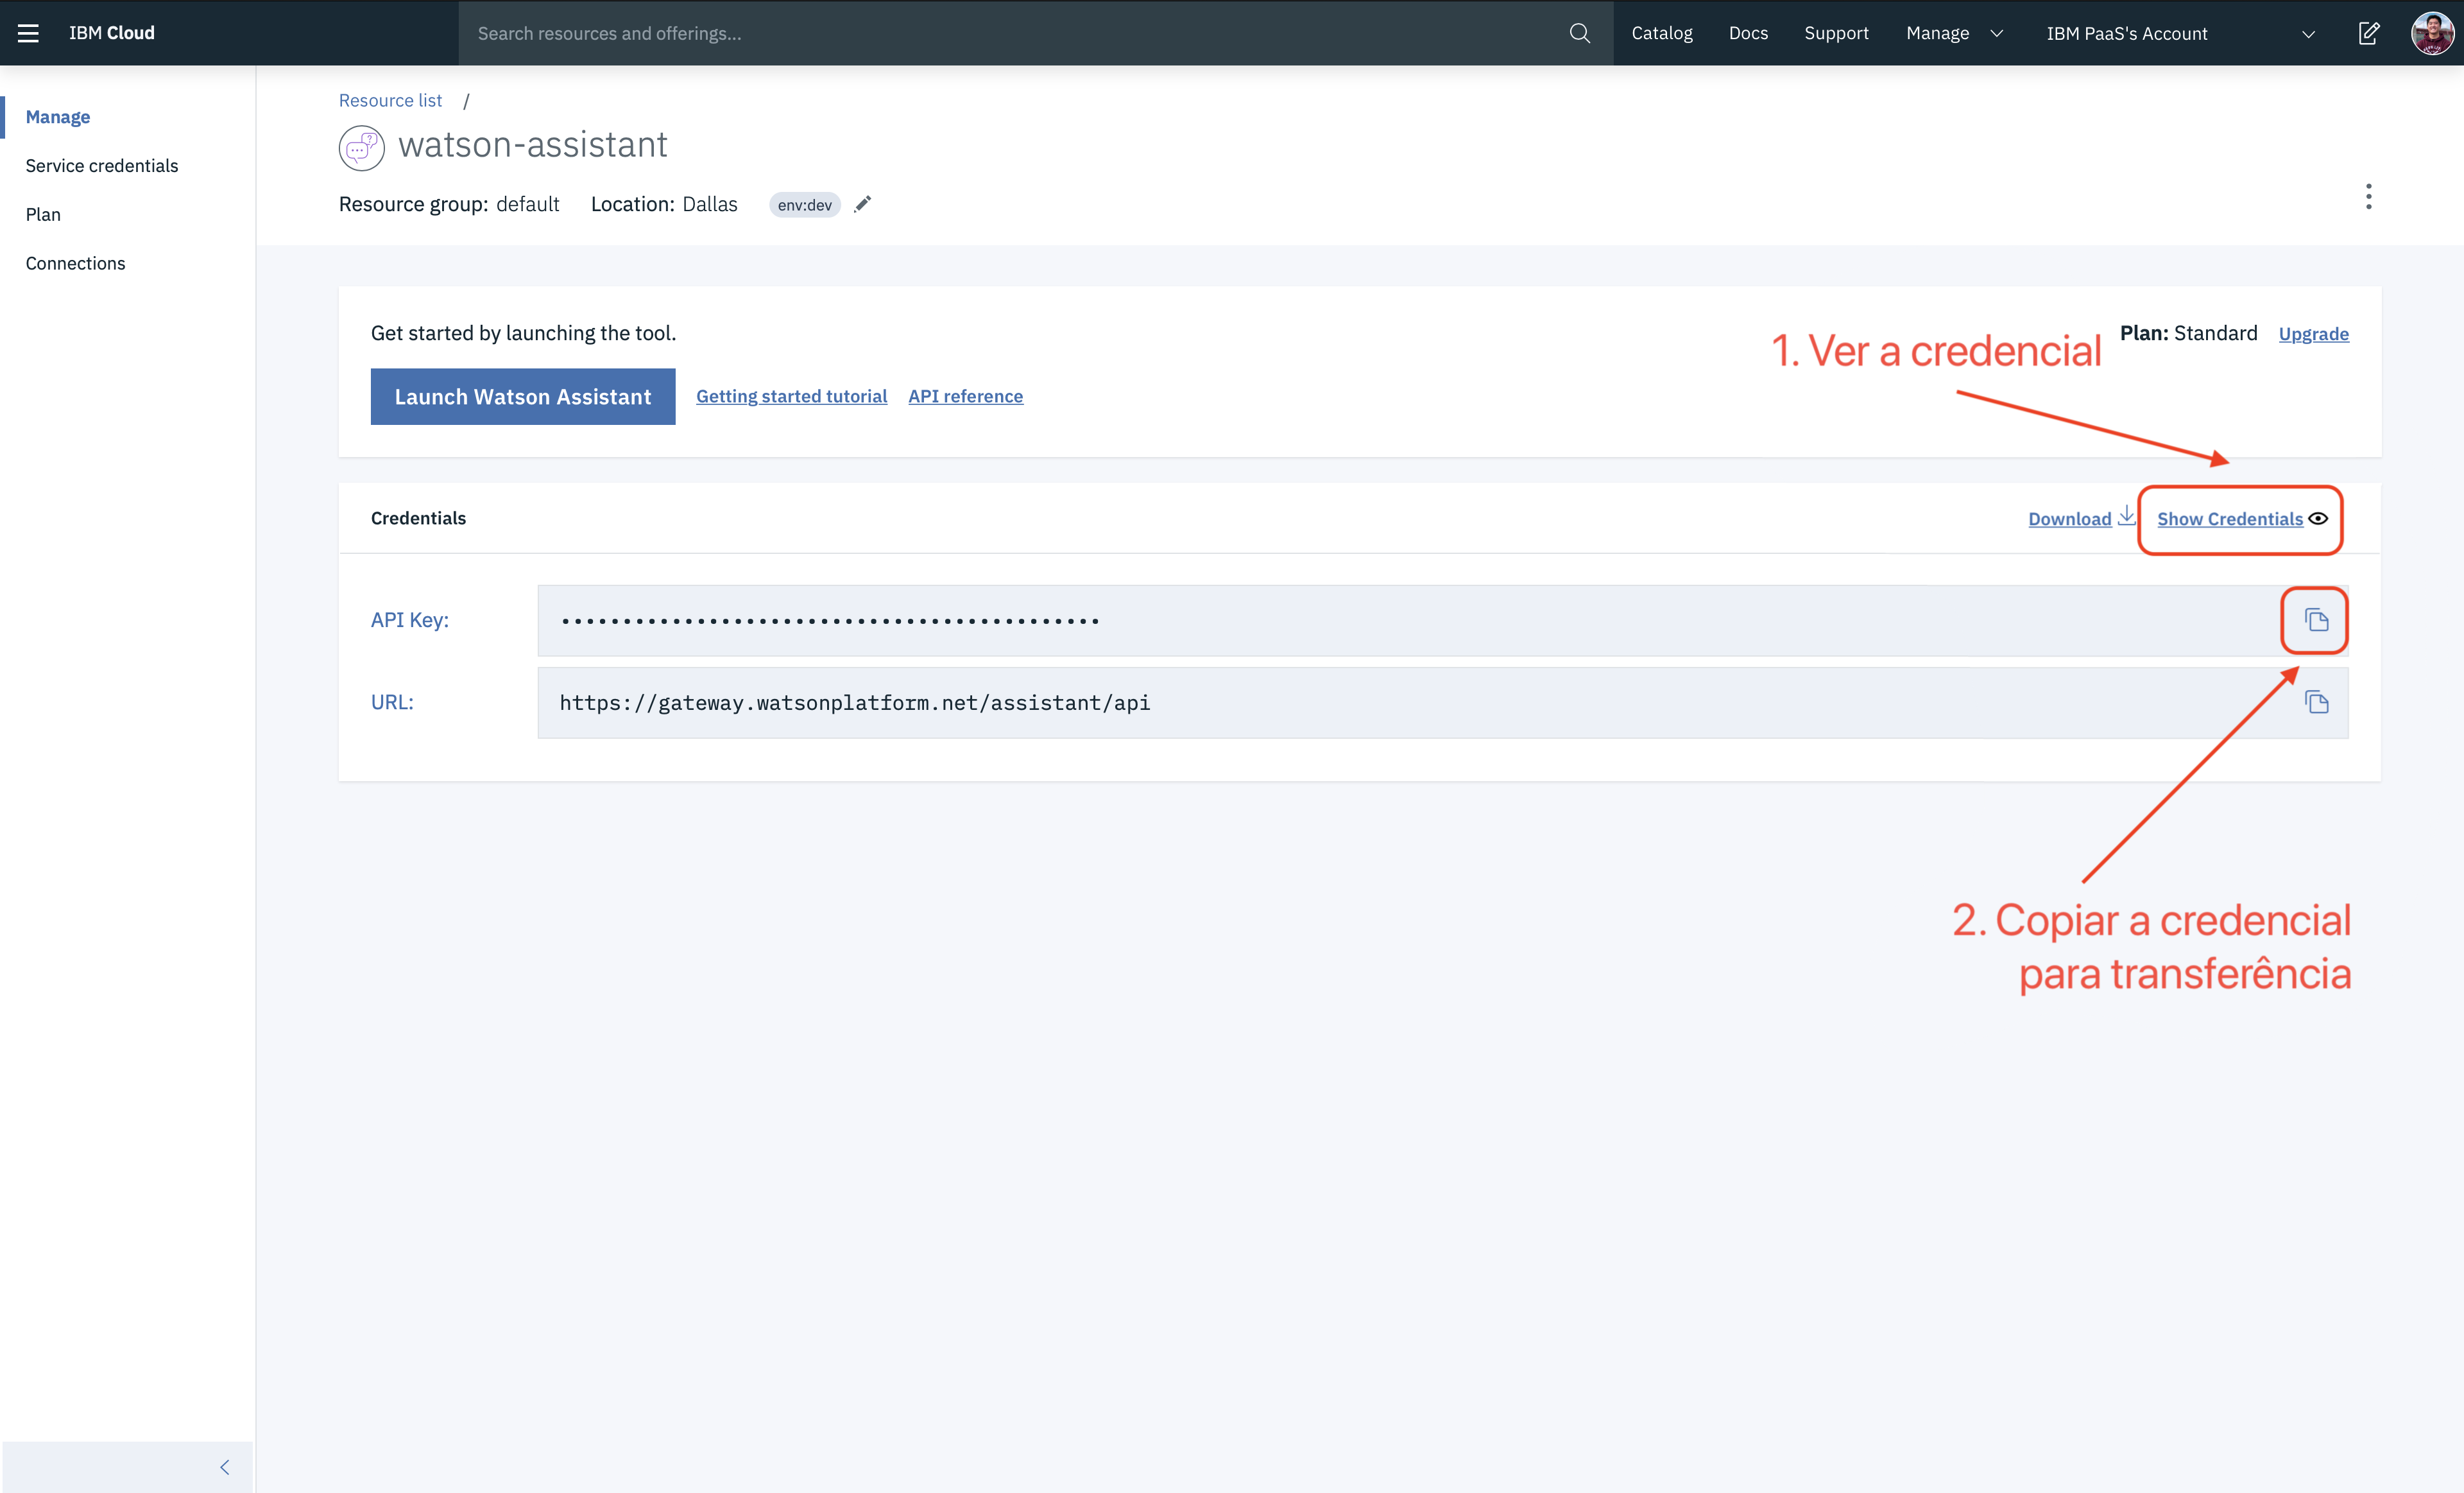 IBM Cloud
Search resources and offerings...
Catalog
Docs
Support
Manage
IBM PaaS's Account
Manage
Service credentials
Plan
Connections
Resource list /
watson-assistant
Resource group: default Location: Dallas env:dev
Get started by launching the tool.
Plan: Standard Upgrade
1. Ver a credencial
Launch Watson Assistant Getting started tutorial API reference
Credentials
Download Show Credentials
API Key: ••••••••••••••••••••••••••••••••••••••••••••
URL: https://gateway.watsonplatform.net/assistant/api
2. Copiar a credencial
para transferência